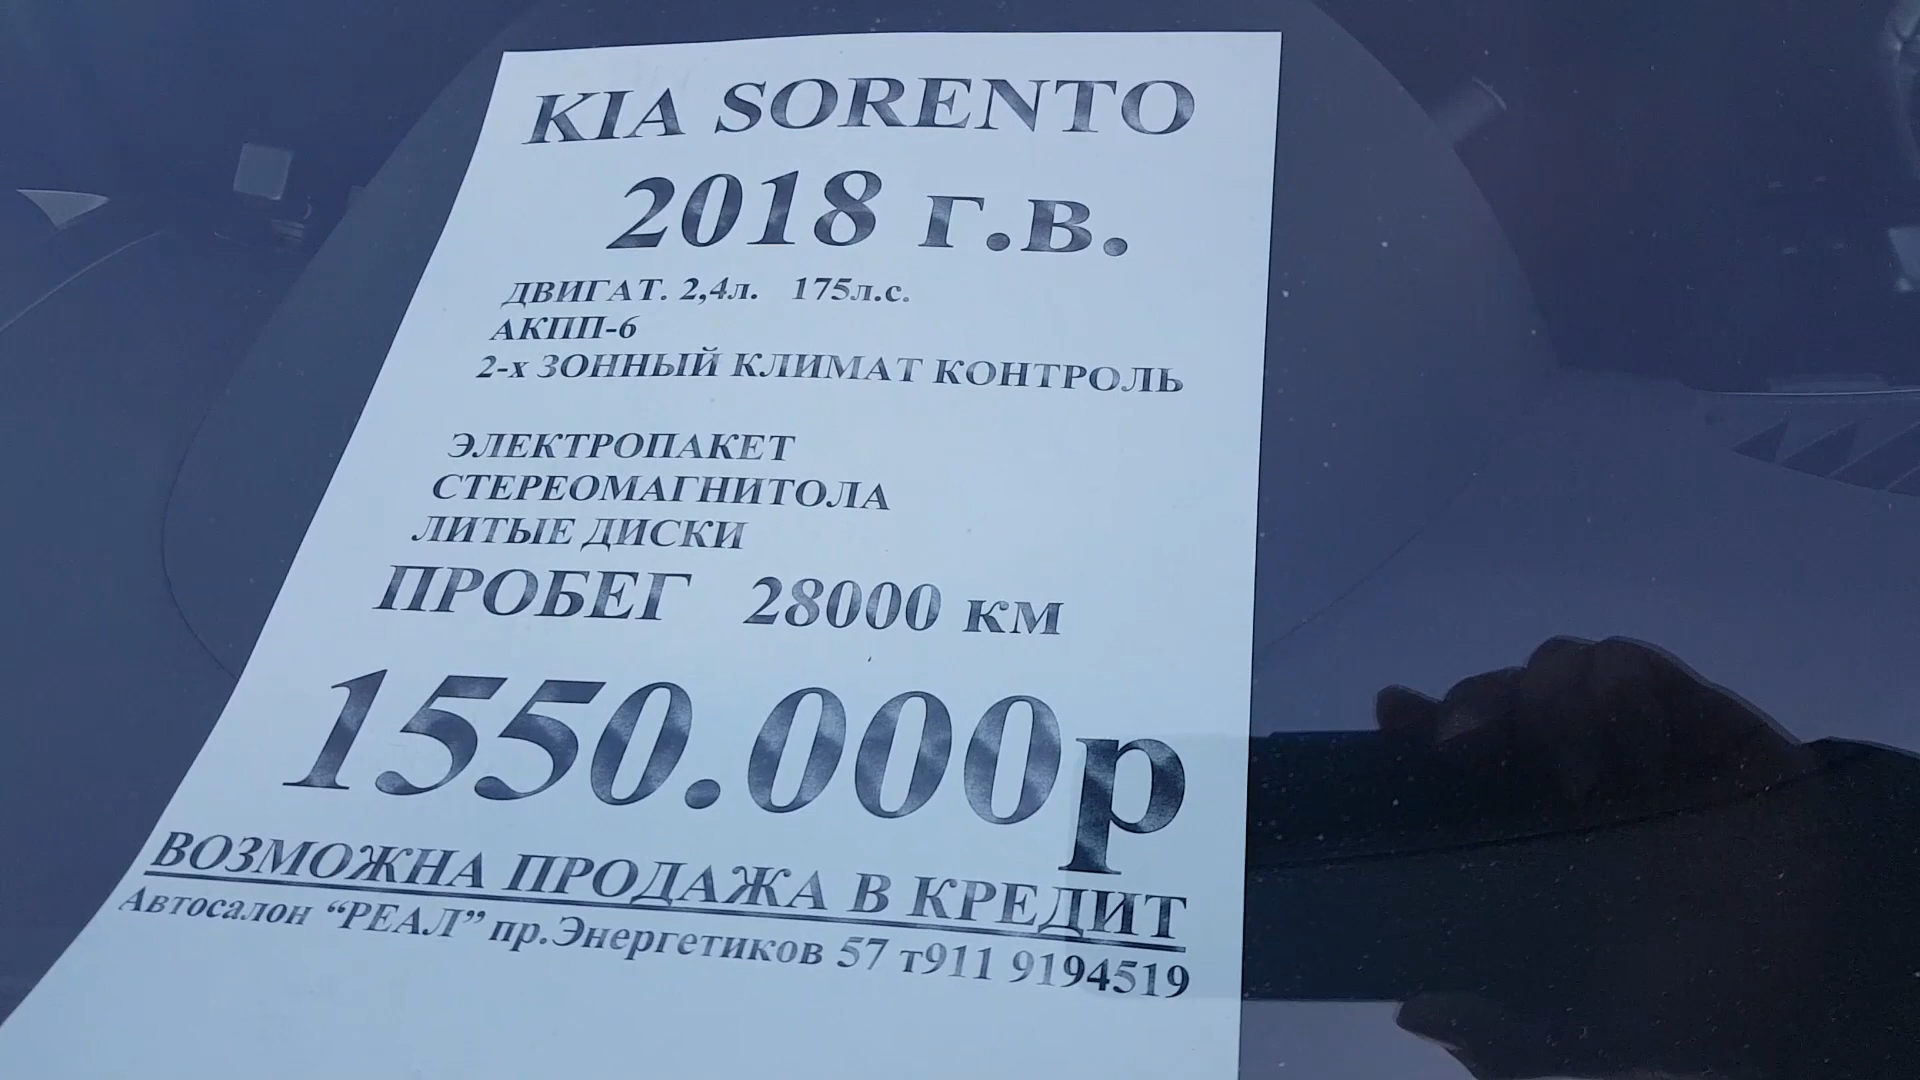 KIA SORENTO
2018 г.в.
ДВИГАТ. 2,4л. 175л.с.
АКПП-6
2-х ЗОННЫЙ КЛИМАТ КОНТРОЛЬ
ЭЛЕКТРОПАКЕТ
СТЕРЕОМАГНИТОЛА
ЛИТЫЕ ДИСКИ
ПРОБЕГ 28000 км
1550.000р
ВОЗМОЖНА ПРОДАЖА В КРЕДИТ
Автосалон “РЕАЛ” пр.Энергетиков 57 т911 9194519